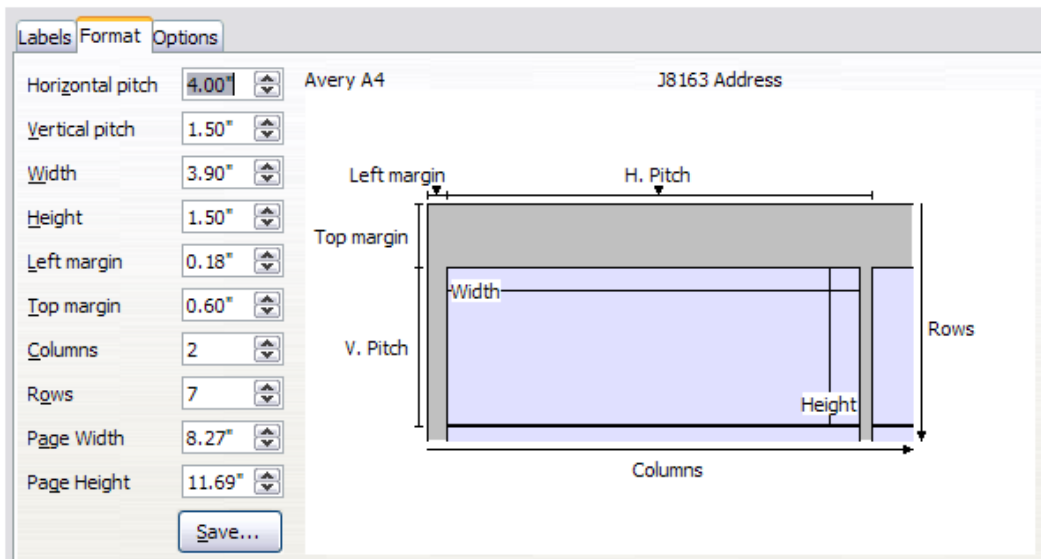 Labels Format Options
Horizontal pitch 4.00"
Vertical pitch 1.50"
Width 3.90"
Height 1.50"
Left margin 0.18"
Top margin 0.60"
Columns 2
Rows 7
Page Width 8.27"
Page Height 11.69"
Save...
Avery A4 J8163 Address
Left margin H. Pitch
Top margin
Width
V. Pitch
Rows
Height
Columns